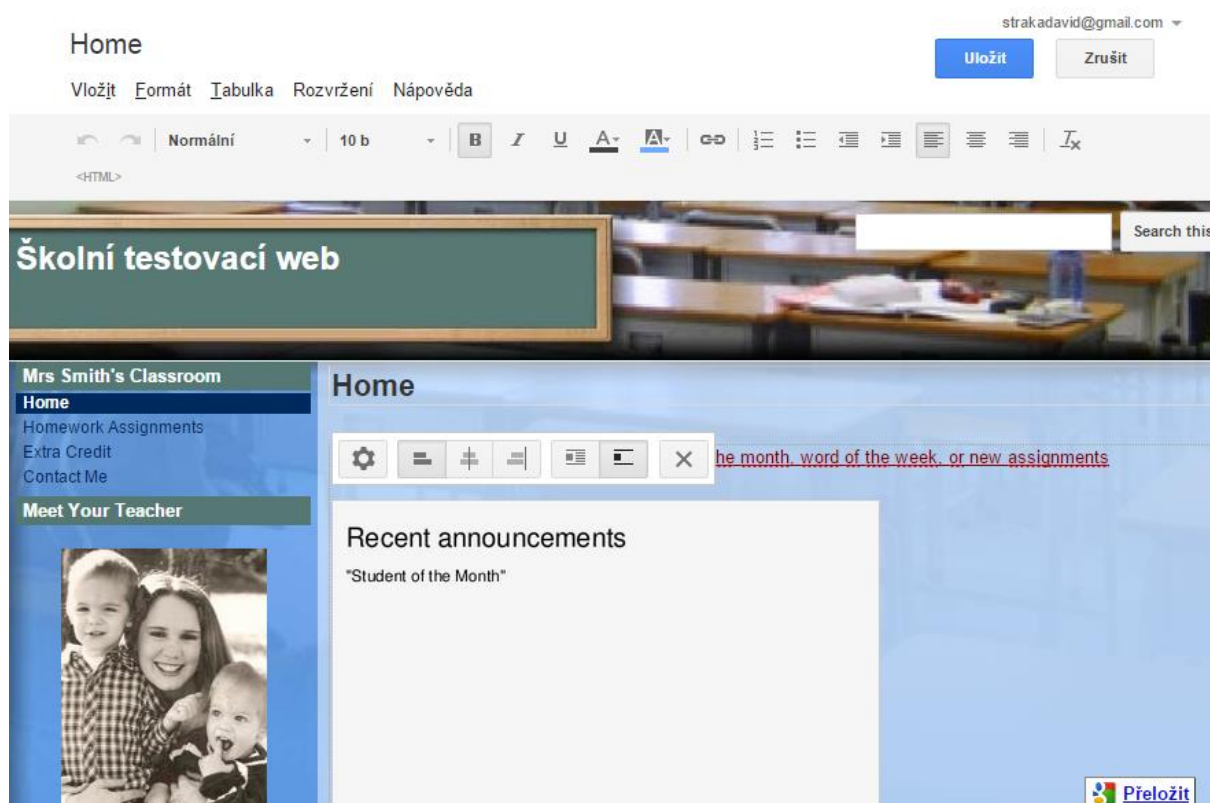 strakadavid@gmail.com
Home
Uložit Zrušit
Vložit Formát Tabulka Rozvržení Nápověda
Normální 10 b B I U A A
<HTML>
Školní testovací web
Search this
Mrs Smith's Classroom
Home
Homework Assignments
Extra Credit
Contact Me
Meet Your Teacher
Home
he month, word of the week, or new assignments
Recent announcements
"Student of the Month"
Přeložit